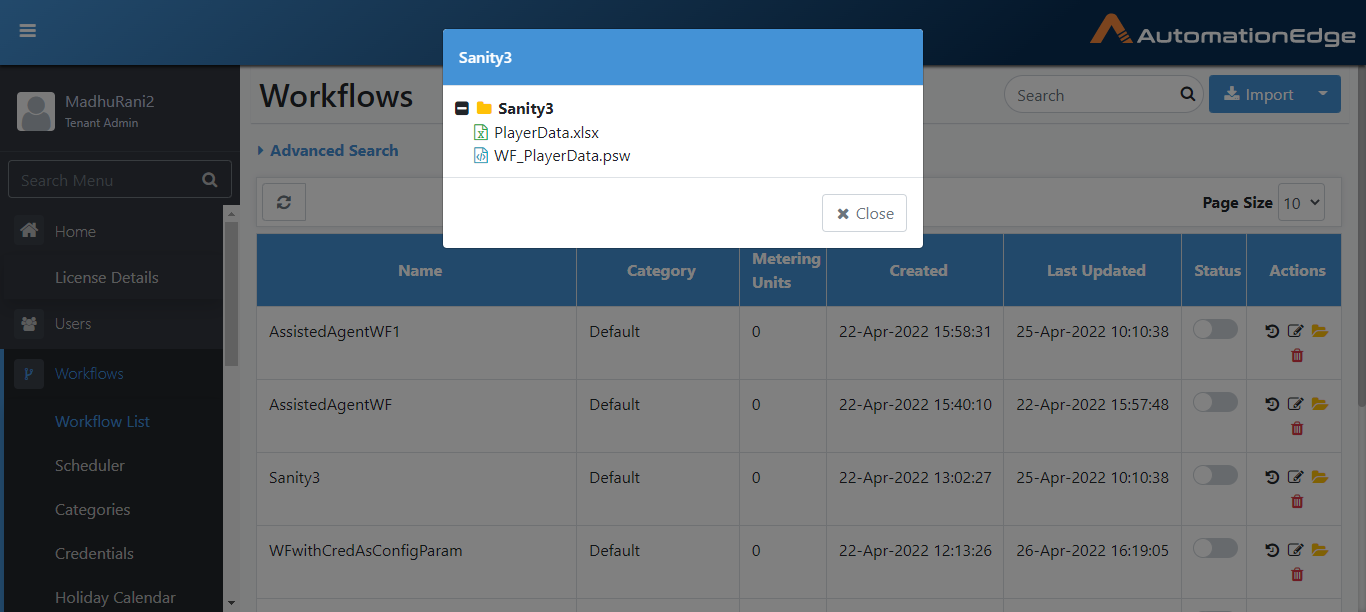 AutomationEdge
MadhuRani2
Tenant Admin
Search Menu
Home
License Details
Users
Workflows
Workflow List
Scheduler
Categories
Credentials
Holiday Calendar
Workflows
Search
Import
Advanced Search
Page Size 10
Sanity3
Sanity3
PlayerData.xlsx
WF_PlayerData.psw
Close
Name Category Metering Units Created Last Updated Status Actions
AssistedAgentWF1 Default 0 22-Apr-2022 15:58:31 25-Apr-2022 10:10:38
AssistedAgentWF Default 0 22-Apr-2022 15:40:10 22-Apr-2022 15:57:48
Sanity3 Default 0 22-Apr-2022 13:02:27 25-Apr-2022 10:10:38
WFwithCredAsConfigParam Default 0 22-Apr-2022 12:13:26 26-Apr-2022 16:19:05